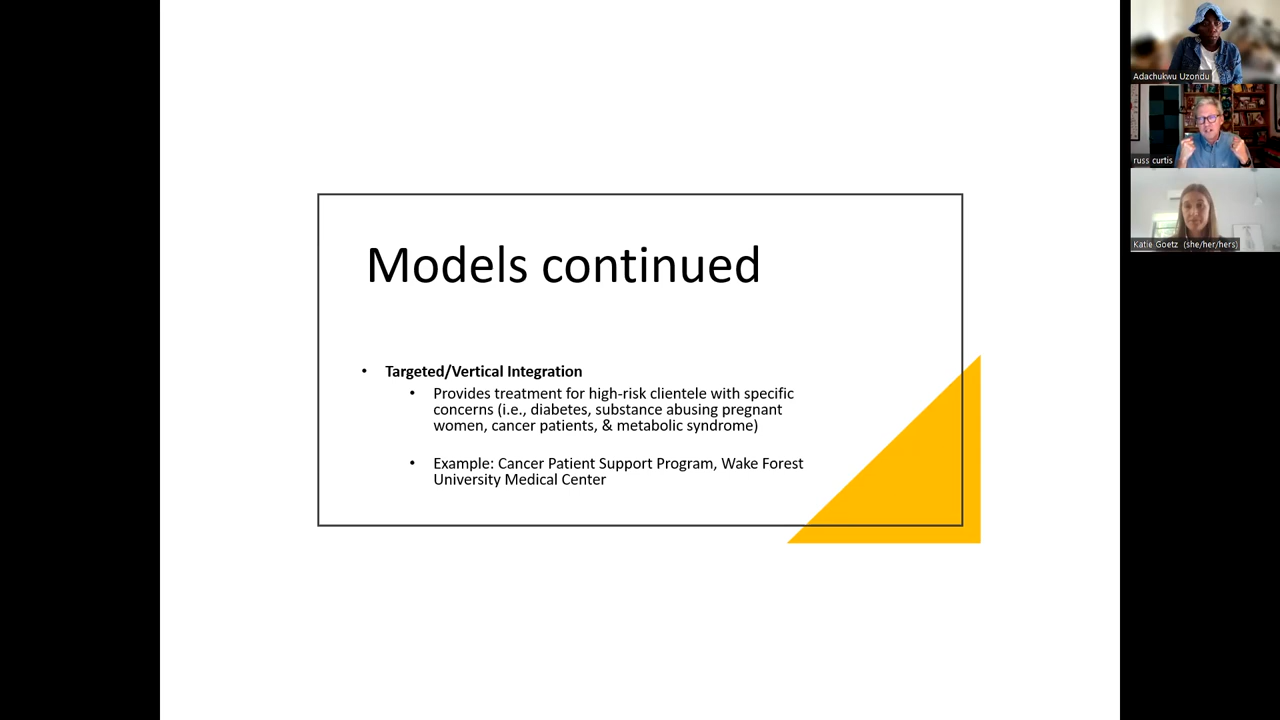 Models continued
• Targeted/Vertical Integration
• Provides treatment for high-risk clientele with specific
concerns (i.e., diabetes, substance abusing pregnant
women, cancer patients, & metabolic syndrome)
• Example: Cancer Patient Support Program, Wake Forest
University Medical Center
Adachukwu Uzondu
russ curtis
Katie Goetz (she/her/hers)